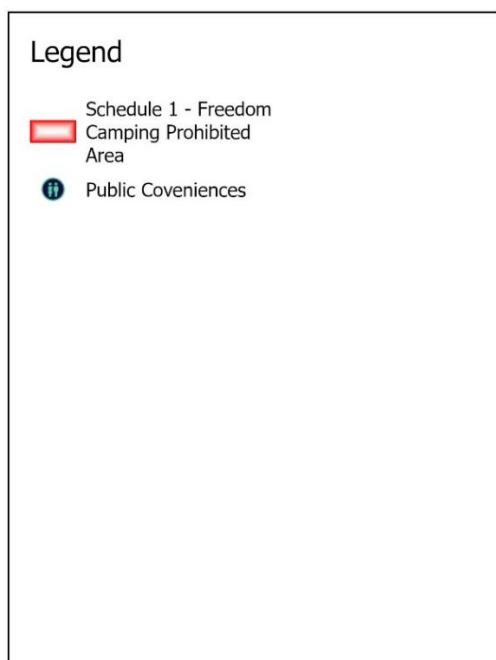 Legend
Schedule 1 - Freedom
Camping Prohibited
Area
Public Coveniences